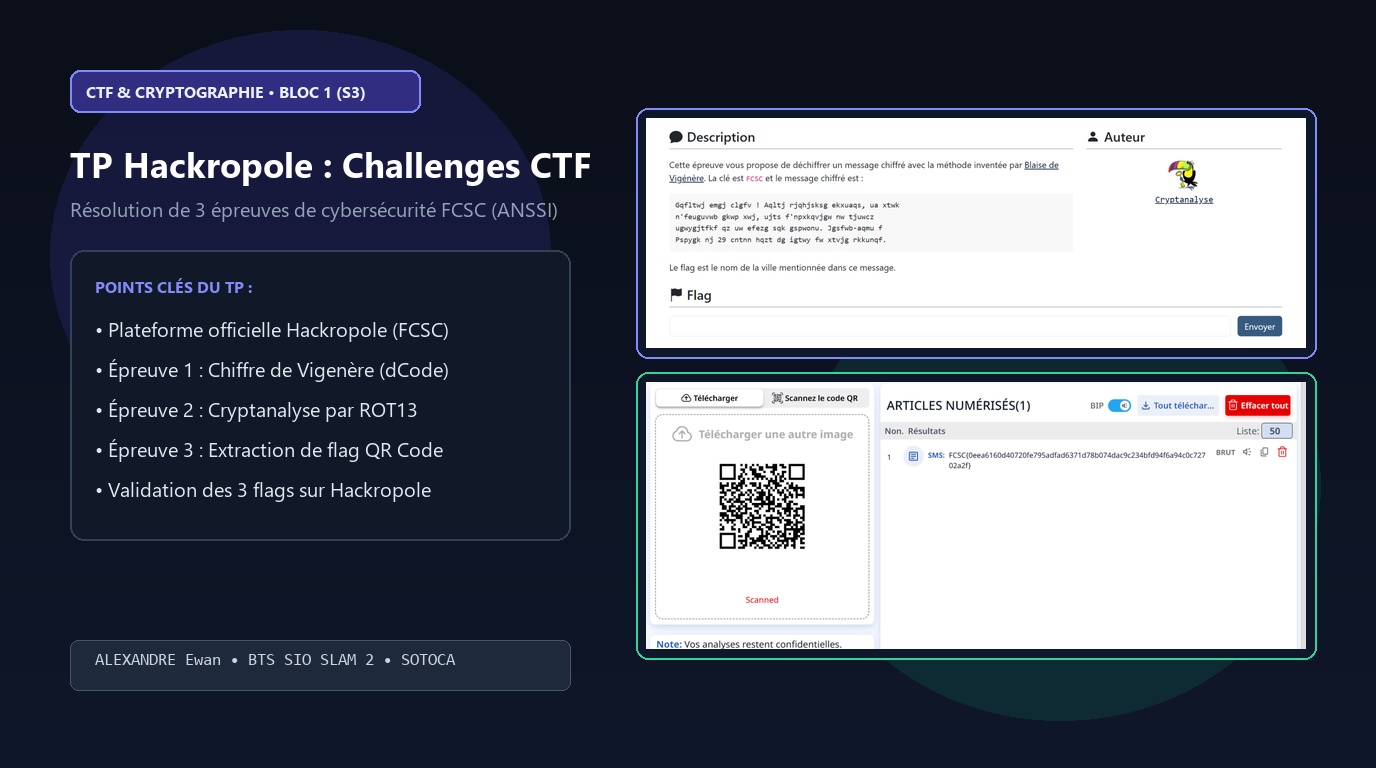 CTF & CRYPTOGRAPHIE • BLOC 1 (S3)
TP Hackropole : Challenges CTF
Résolution de 3 épreuves de cybersécurité FCSC (ANSSI)
POINTS CLÉS DU TP :
• Plateforme officielle Hackropole (FCSC)
• Épreuve 1 : Chiffre de Vigenère (dCode)
• Épreuve 2 : Cryptanalyse par ROT13
• Épreuve 3 : Extraction de flag QR Code
• Validation des 3 flags sur Hackropole
ALEXANDRE Ewan • BTS SIO SLAM 2 • SOTOCA
Description
Cette épreuve vous propose de déchiffrer un message chiffré avec la méthode inventée par Blaise de
Vigenère. La clé est FCSC et le message chiffré est :
Gqfltwj emgj clgfv ! Aqltj rjqhjsksg ekxuaqs, ua xtwk
n'feuguvwb gkwp xwj, ujts f'npxkqvjgw nw tjuwcz
ugwygjtfkf qz uw efezg sqk gspwonu. Jgsfwb-aqmu f
Pspygk nj 29 cntnn hqzt dg igtwy fw xtvjg rkkunqf.
Le flag est le nom de la ville mentionnée dans ce message.
Flag
Envoyer
Auteur
Cryptanalyse
Télécharger
Scannez le code QR
Télécharger une autre image
Scanned
Note: Vos analyses restent confidentielles.
ARTICLES NUMÉRISÉS(1)
BIP
Tout téléchar...
Effacer tout
Non. Résultats
Liste: 50
1
SMS: FCSC{0eea6160d40720fe795adfad6371d78b074dac9c234bfd94f6a94c0c727
02a2f}
BRUT